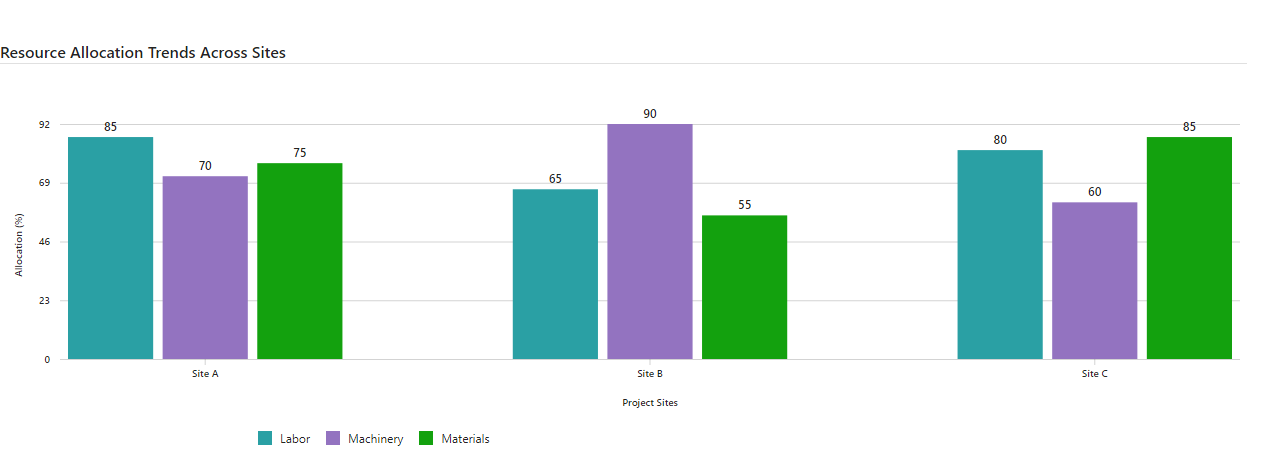 Resource Allocation Trends Across Sites
90
92
85
85
80
75
70
69
65
60
55
46
23
0
Allocation (%)
Site A
Site B
Site C
Project Sites
Labor
Machinery
Materials